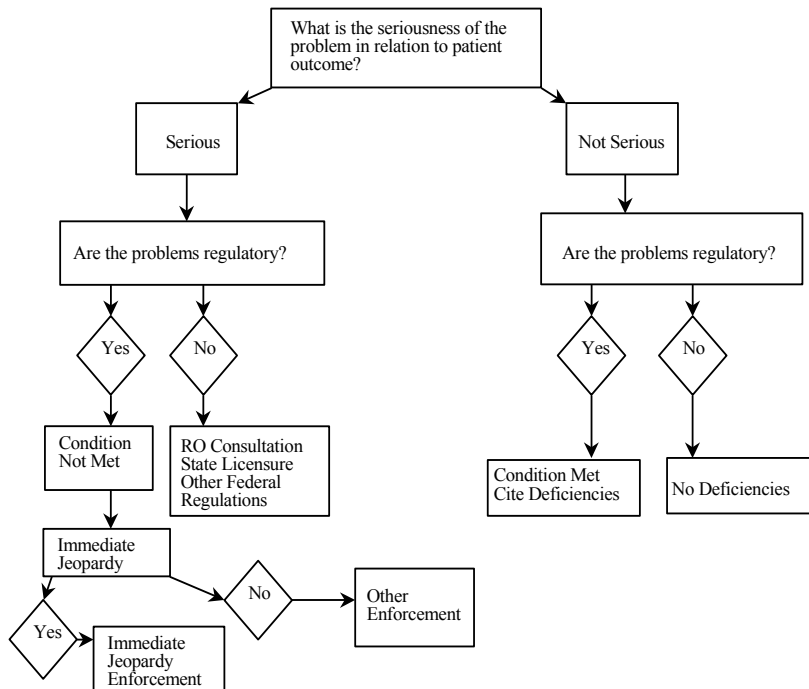 What is the seriousness of the
problem in relation to patient
outcome?
Serious
Not Serious
Are the problems regulatory?
Are the problems regulatory?
Yes
No
Yes
No
Condition
Not Met
RO Consultation
State Licensure
Other Federal
Regulations
Condition Met
Cite Deficiencies
No Deficiencies
Immediate
Jeopardy
No
Other
Enforcement
Yes
Immediate
Jeopardy
Enforcement